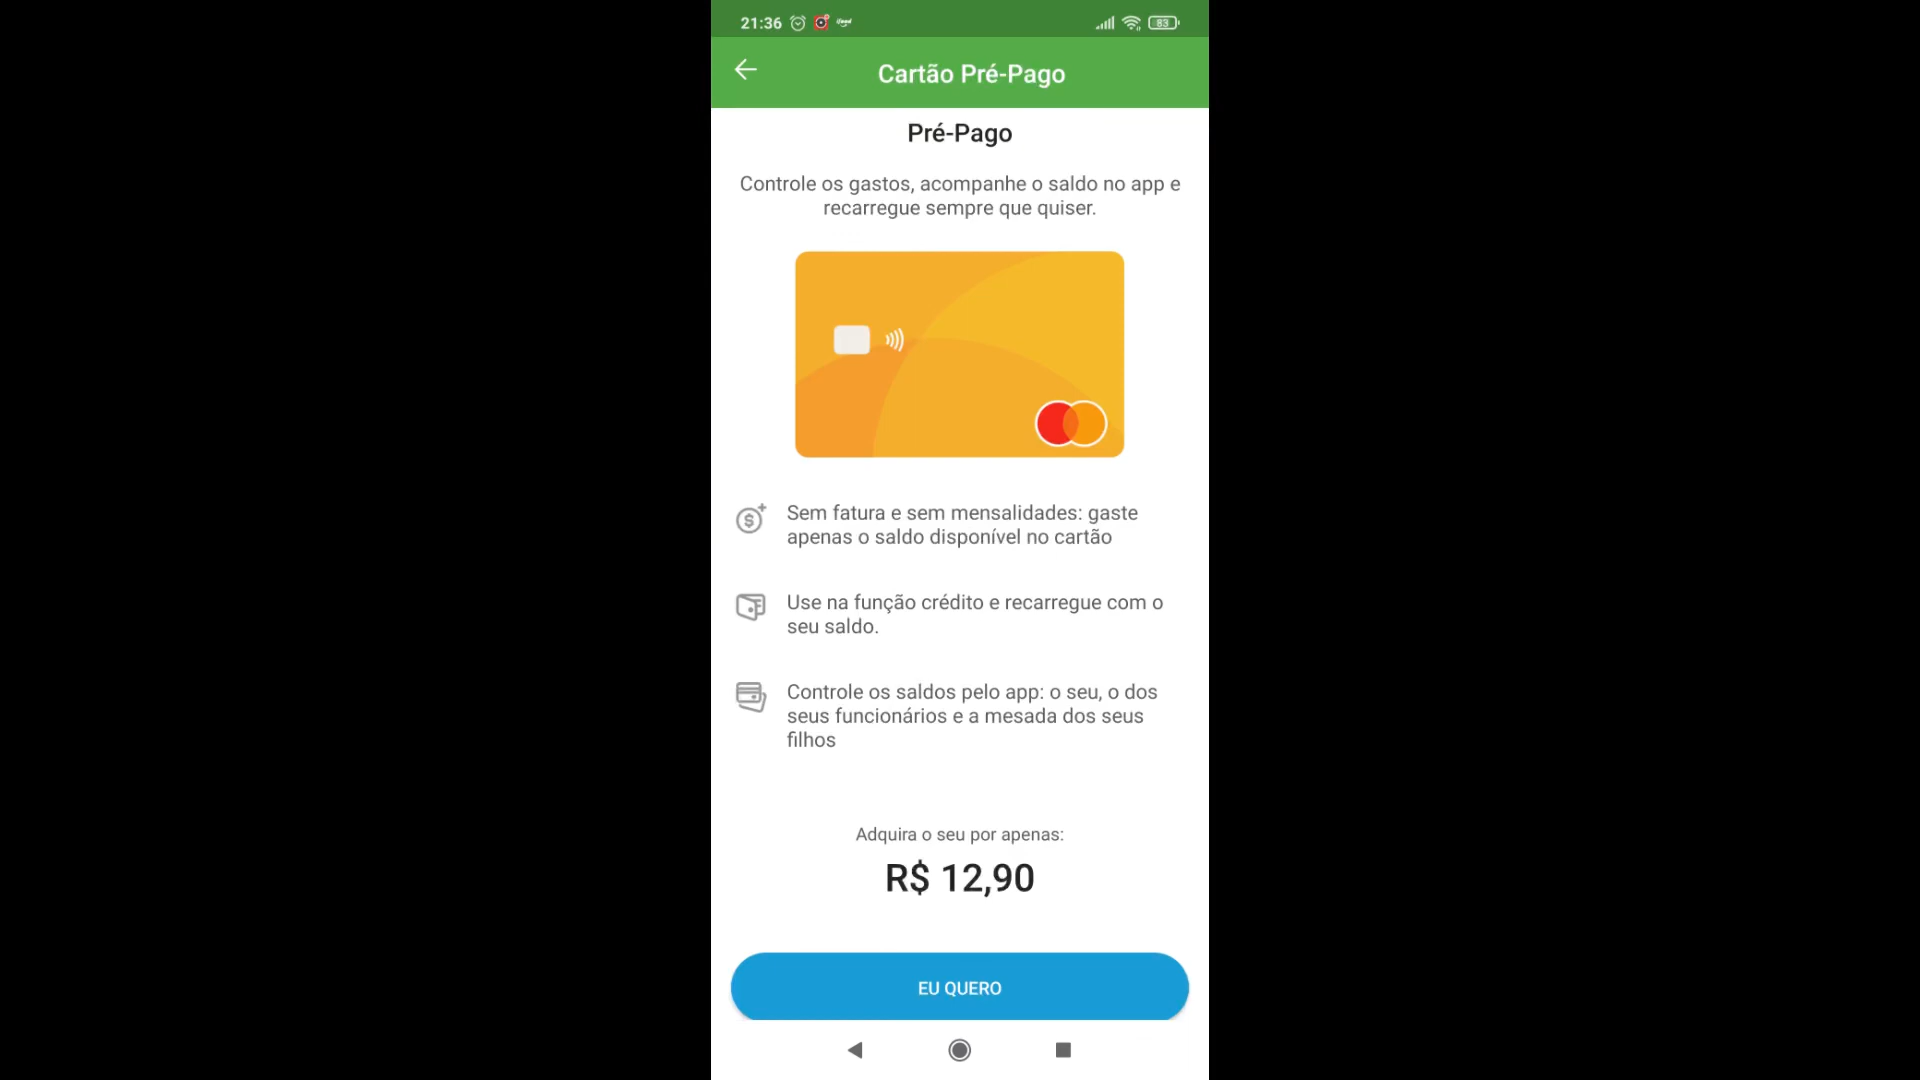 21:36
83
Cartão Pré-Pago
Pré-Pago
Controle os gastos, acompanhe o saldo no app e
recarregue sempre que quiser.
Sem fatura e sem mensalidades: gaste
apenas o saldo disponível no cartão
Use na função crédito e recarregue com o
seu saldo.
Controle os saldos pelo app: o seu, o dos
seus funcionários e a mesada dos seus
filhos
Adquira o seu por apenas:
R$ 12,90
EU QUERO